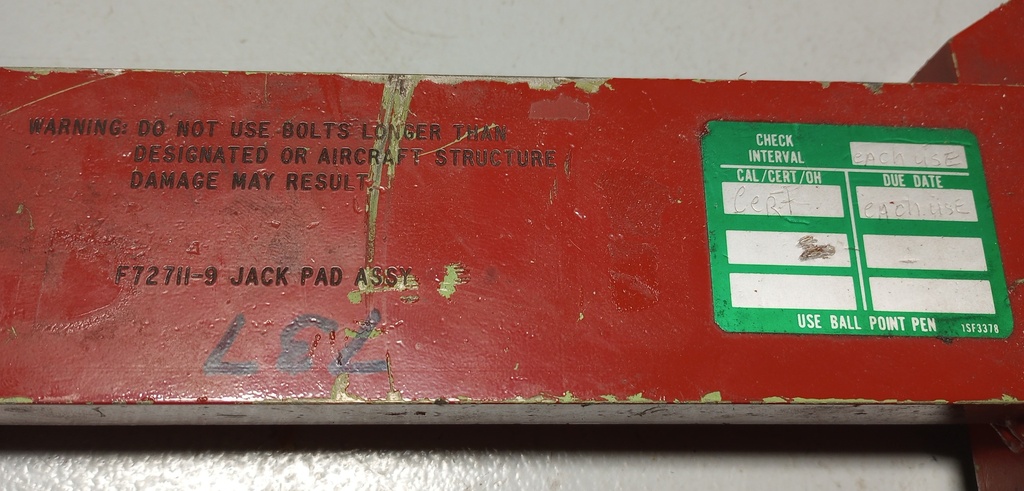 WARNING: DO NOT USE BOLTS LONGER THAN
DESIGNATED OR AIRCRAFT STRUCTURE
DAMAGE MAY RESULT.
F72711-9 JACK PAD ASSY
737
CHECK
INTERVAL
each USE
CAL/CERT/OH
DUE DATE
CERT
each USE
USE BALL POINT PEN
1SF3378